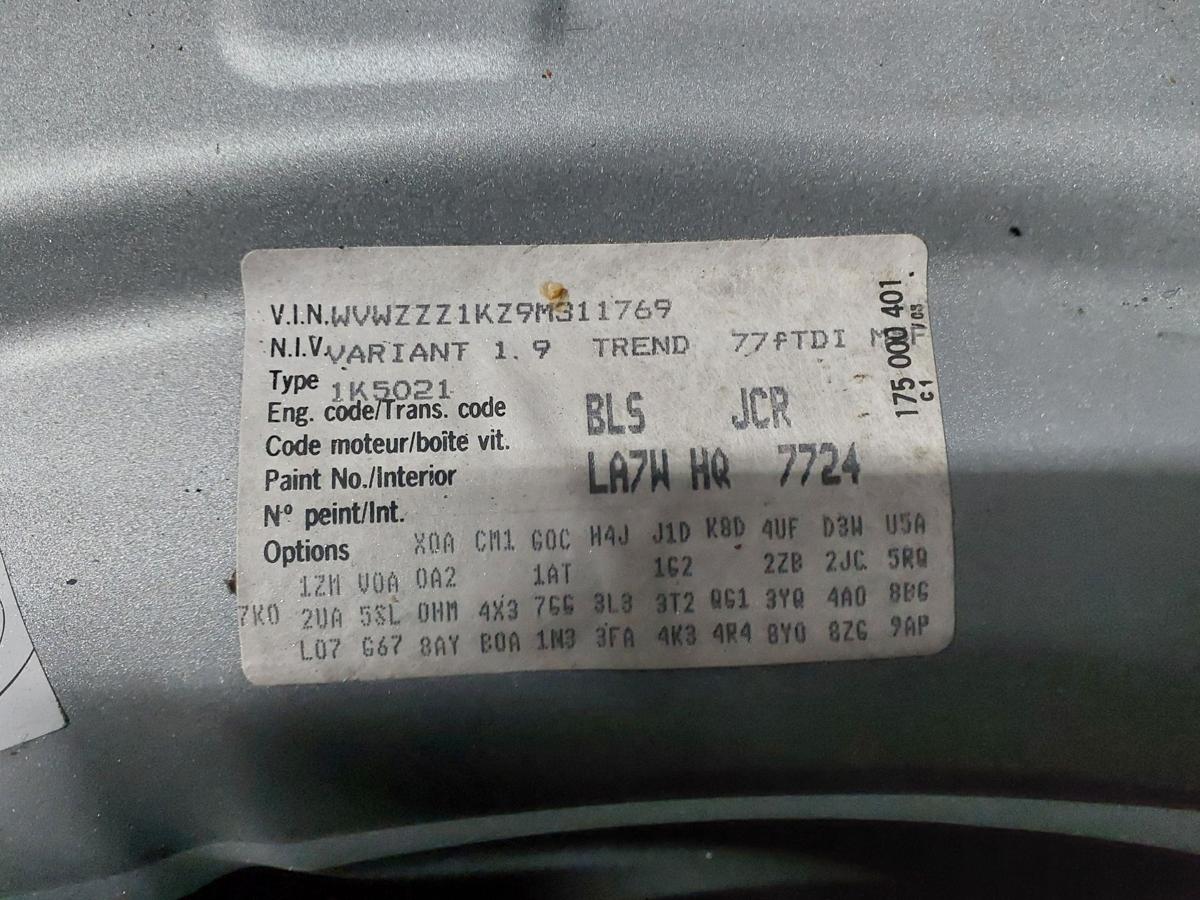 V.I.N. WVWZZZ1KZ9M311769
N.I.V. VARIANT 1.9 TREND 77 TDI
Type 1K5021
Eng. code/Trans. code BLS JCR
Code moteur/boîte vit.
Paint No./Interior LA7W HQ 7724
Nº peint/Int.
Options X0A CM1 G0C H4J J1D K8D 4UF D3W U5A
1ZM V0A 0A2 1AT 1G2 2ZB 2JC 5RQ
7K0 2UA 5SL 0HM 4X3 7GG 3L3 3T2 QG1 3YQ 4A0 8BG
L07 G67 8AY B0A 1N3 3FA 4K3 4R4 8Y0 8ZG 9AP
175 000 401.
C1